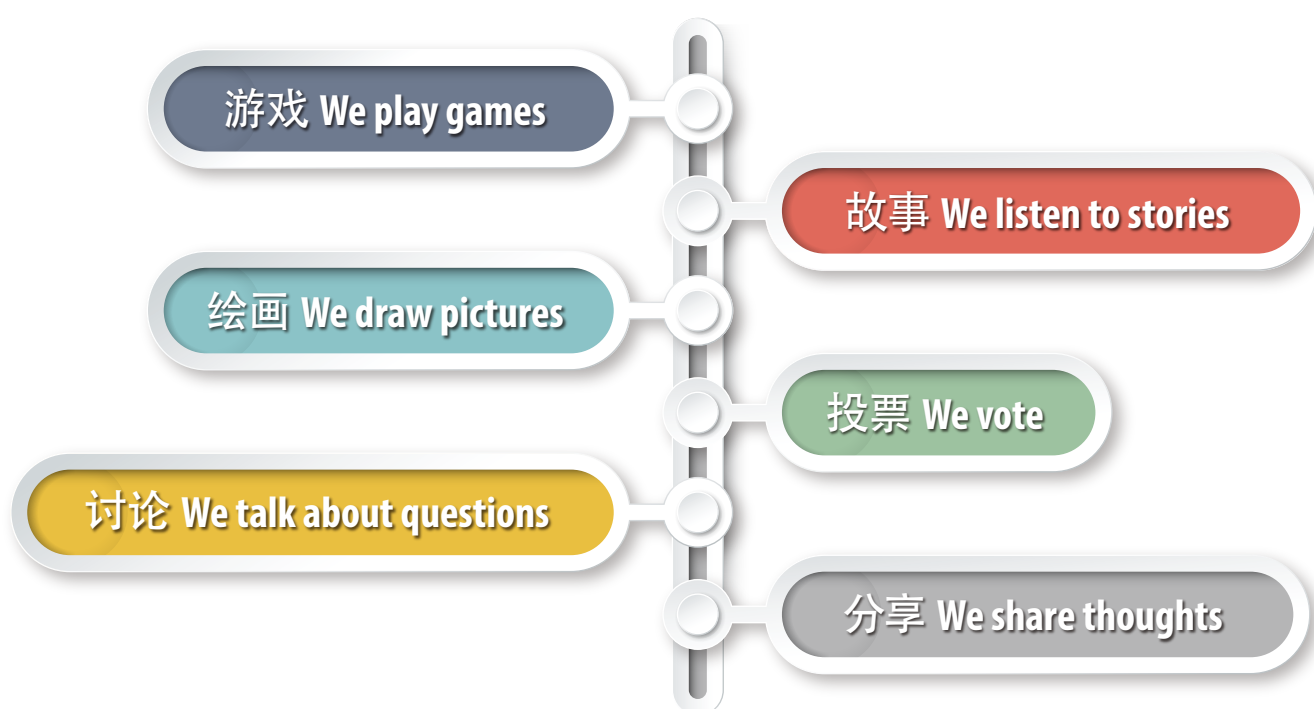 游戏 We play games
故事 We listen to stories
绘画 We draw pictures
投票 We vote
讨论 We talk about questions
分享 We share thoughts